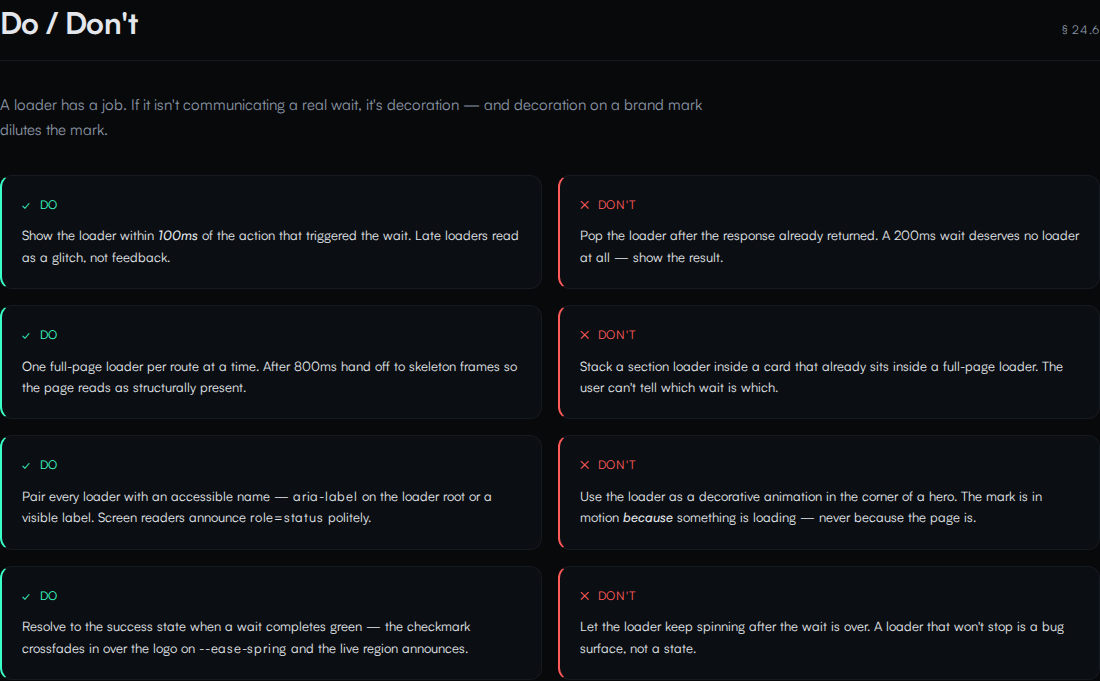 Do / Don't
§ 24.6
A loader has a job. If it isn't communicating a real wait, it's decoration — and decoration on a brand mark
dilutes the mark.
✓ DO
Show the loader within 100ms of the action that triggered the wait. Late loaders read
as a glitch, not feedback.
✕ DON'T
Pop the loader after the response already returned. A 200ms wait deserves no loader
at all — show the result.
✓ DO
One full-page loader per route at a time. After 800ms hand off to skeleton frames so
the page reads as structurally present.
✕ DON'T
Stack a section loader inside a card that already sits inside a full-page loader. The
user can't tell which wait is which.
✓ DO
Pair every loader with an accessible name — aria-label on the loader root or a
visible label. Screen readers announce role=status politely.
✕ DON'T
Use the loader as a decorative animation in the corner of a hero. The mark is in
motion because something is loading — never because the page is.
✓ DO
Resolve to the success state when a wait completes green — the checkmark
crossfades in over the logo on --ease-spring and the live region announces.
✕ DON'T
Let the loader keep spinning after the wait is over. A loader that won't stop is a bug
surface, not a state.